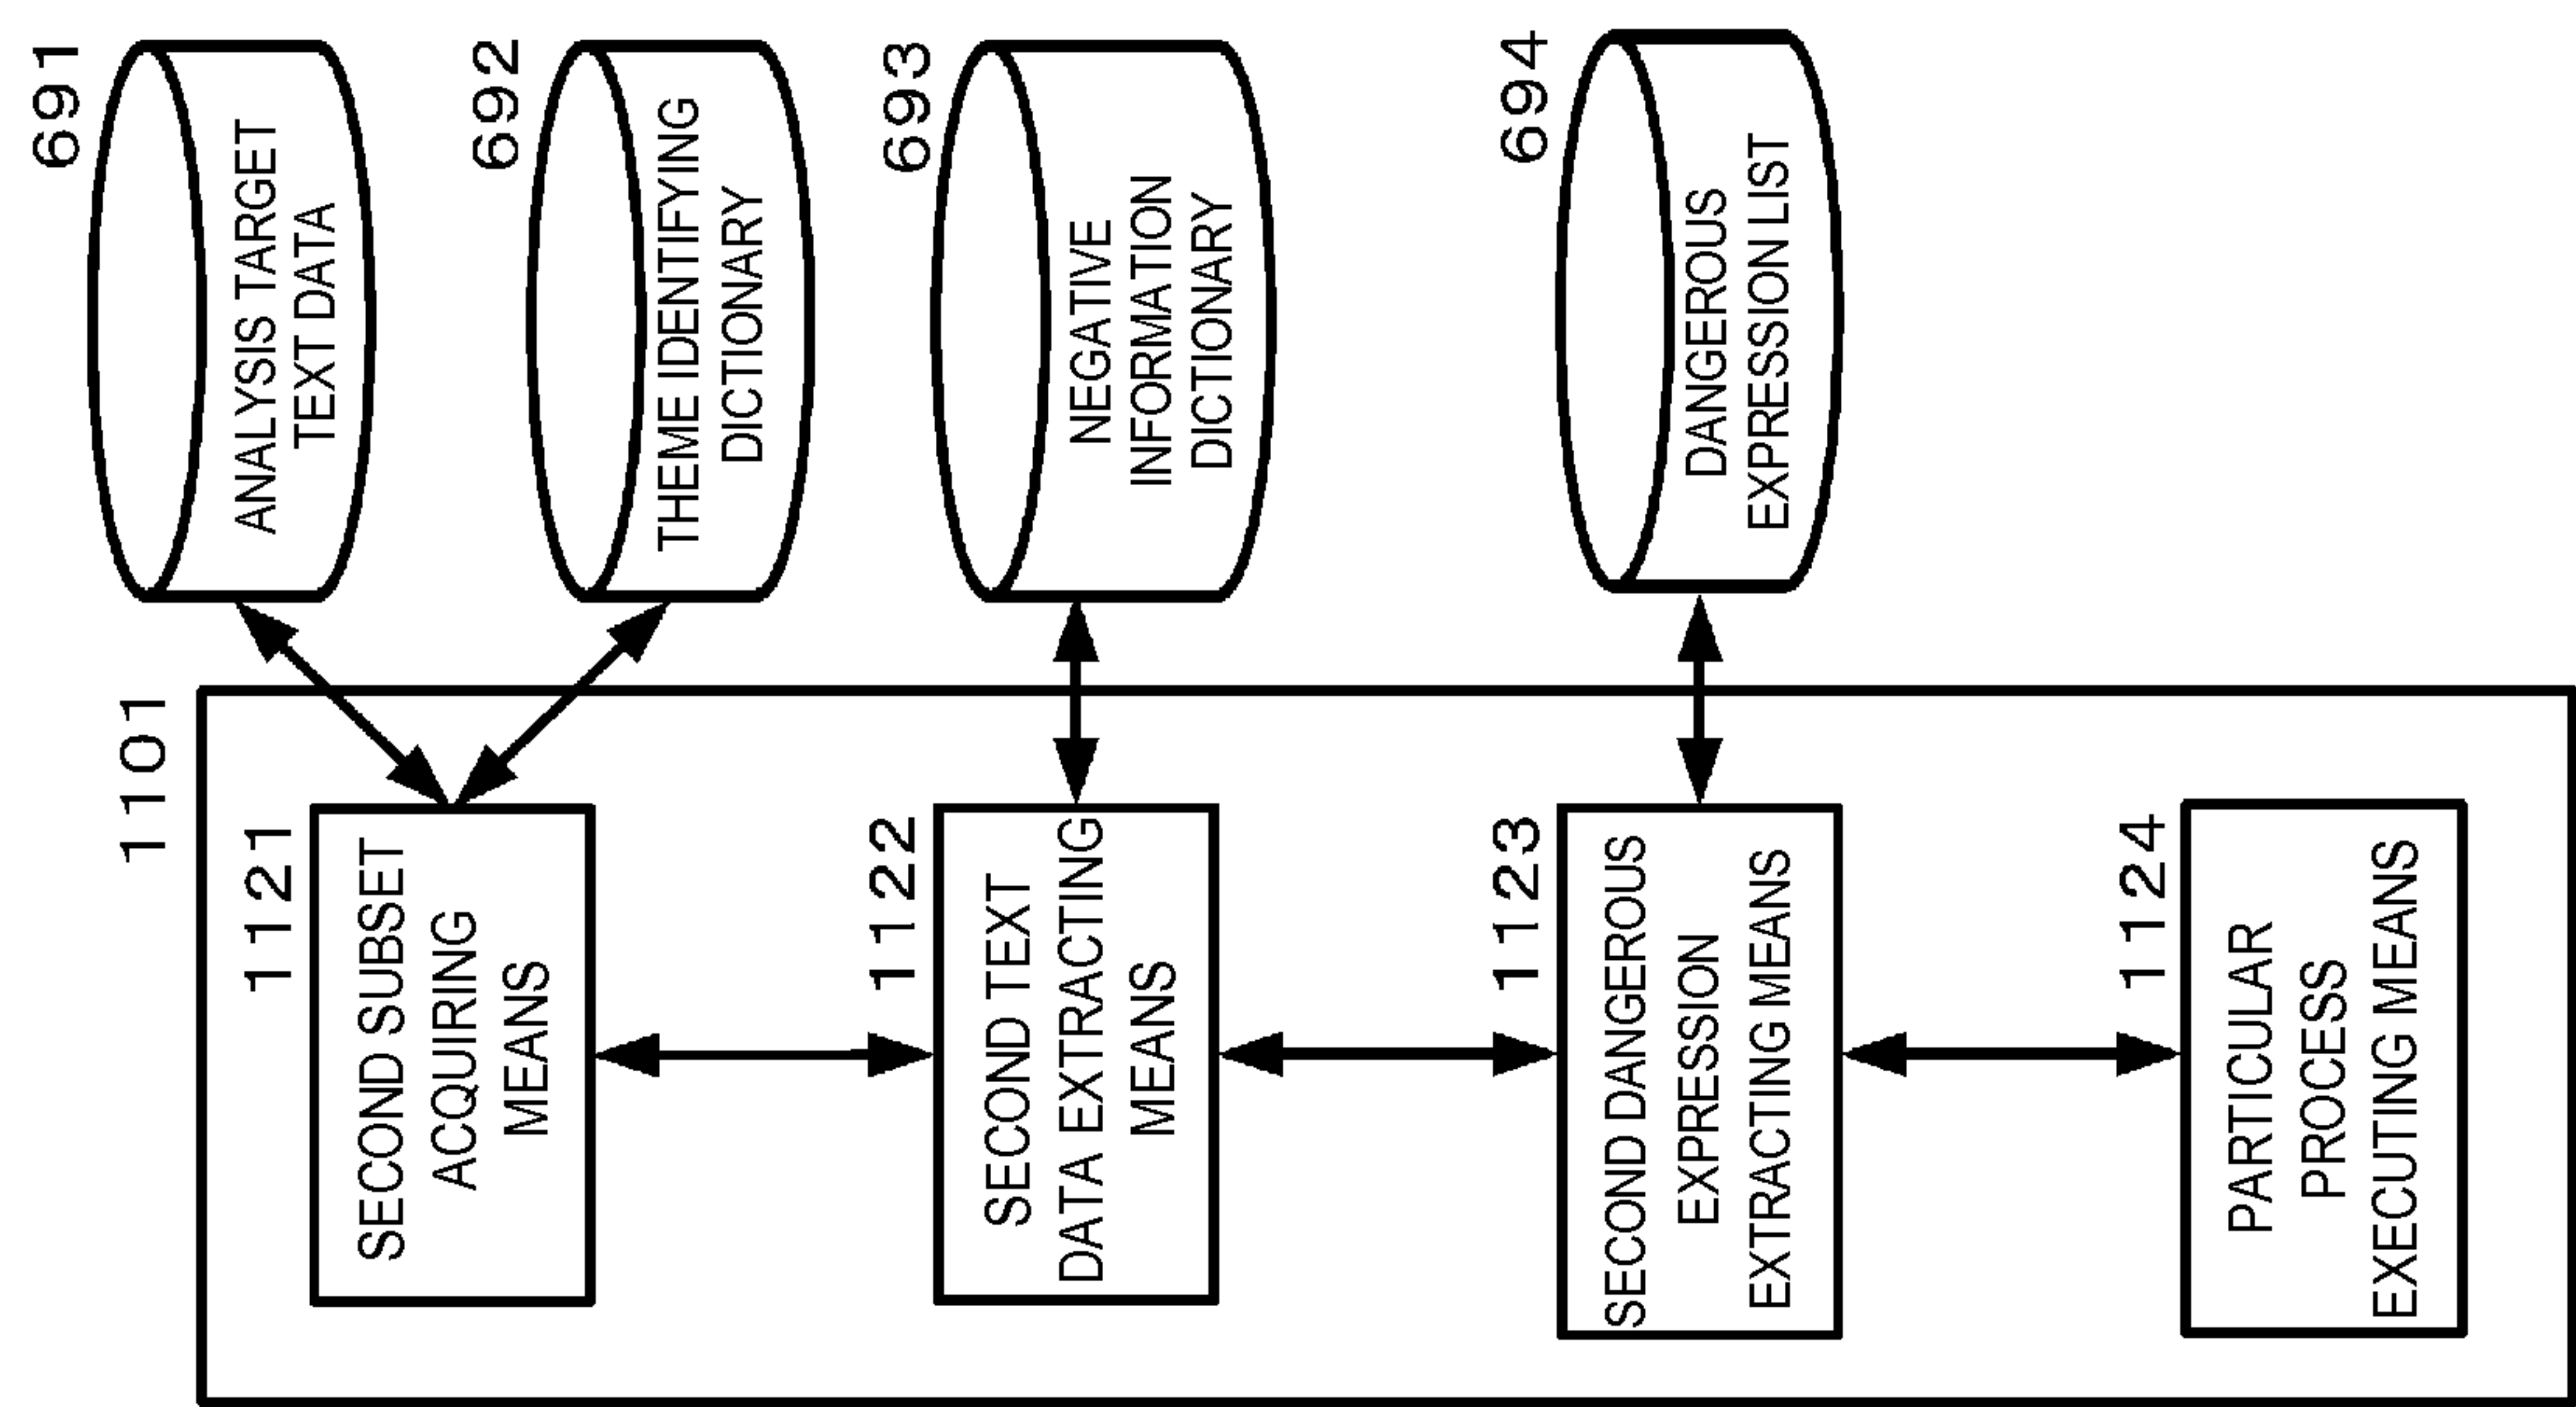 691
ANALYSIS TARGET
TEXT DATA
692
THEME IDENTIFYING
DICTIONARY
693
NEGATIVE
INFORMATION
DICTIONARY
694
DANGEROUS
EXPRESSION LIST
1101
1121
SECOND SUBSET
ACQUIRING
MEANS
1122
SECOND TEXT
DATA EXTRACTING
MEANS
1123
SECOND DANGEROUS
EXPRESSION
EXTRACTING MEANS
1124
PARTICULAR
PROCESS
EXECUTING MEANS